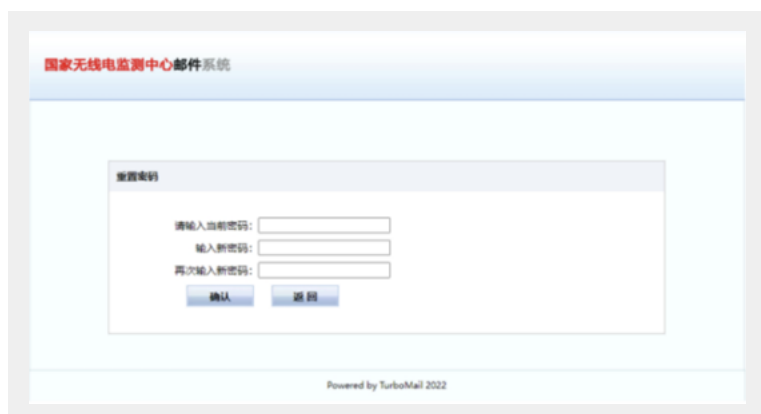 国家无线电监测中心邮件系统
重置密码
请输入当前密码：
输入新密码：
再次输入新密码：
确认 返回
Powered by TurboMail 2022